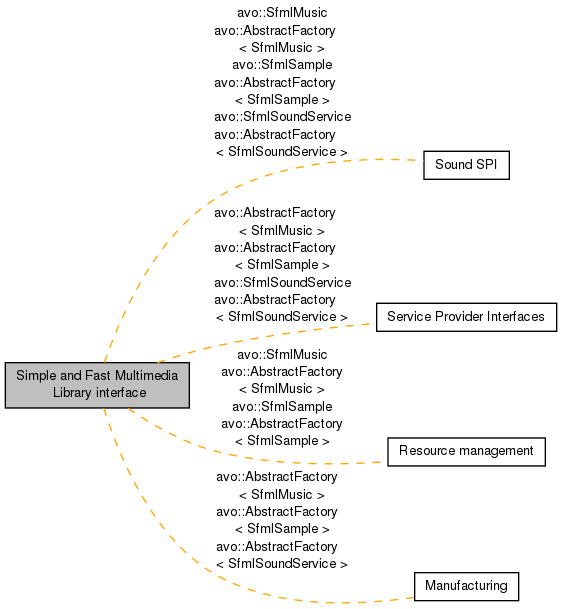 avo::SfmlMusic
avo::AbstractFactory
< SfmlMusic >
avo::SfmlSample
avo::AbstractFactory
< SfmlSample >
avo::SfmlSoundService
avo::AbstractFactory
< SfmlSoundService >
Sound SPI
avo::AbstractFactory
< SfmlMusic >
avo::AbstractFactory
< SfmlSample >
avo::SfmlSoundService
avo::AbstractFactory
< SfmlSoundService >
Service Provider Interfaces
Simple and Fast Multimedia
Library interface
avo::SfmlMusic
avo::AbstractFactory
< SfmlMusic >
avo::SfmlSample
avo::AbstractFactory
< SfmlSample >
Resource management
avo::AbstractFactory
< SfmlMusic >
avo::AbstractFactory
< SfmlSample >
avo::AbstractFactory
< SfmlSoundService >
Manufacturing